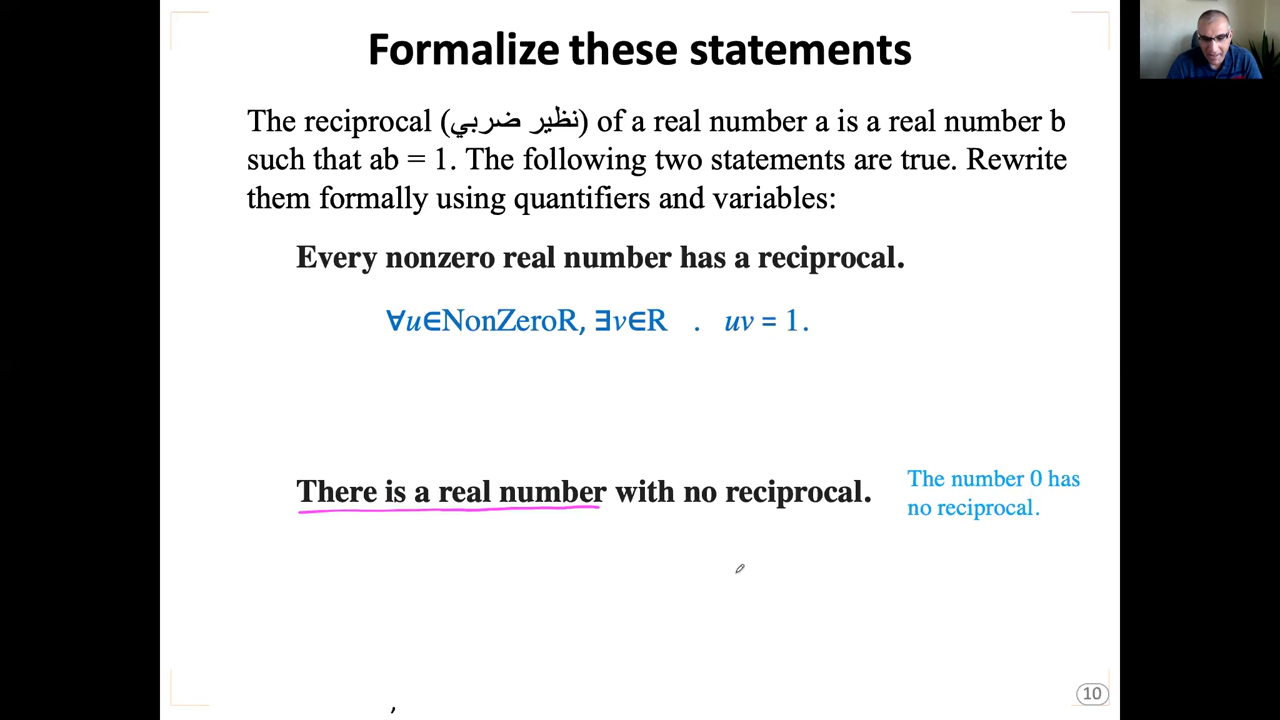 Formalize these statements
The reciprocal (نظير ضربي) of a real number a is a real number b
such that ab = 1. The following two statements are true. Rewrite
them formally using quantifiers and variables:
Every nonzero real number has a reciprocal.
∀u∈NonZeroR, ∃v∈R . uv = 1.
There is a real number with no reciprocal.
The number 0 has
no reciprocal.
10
,